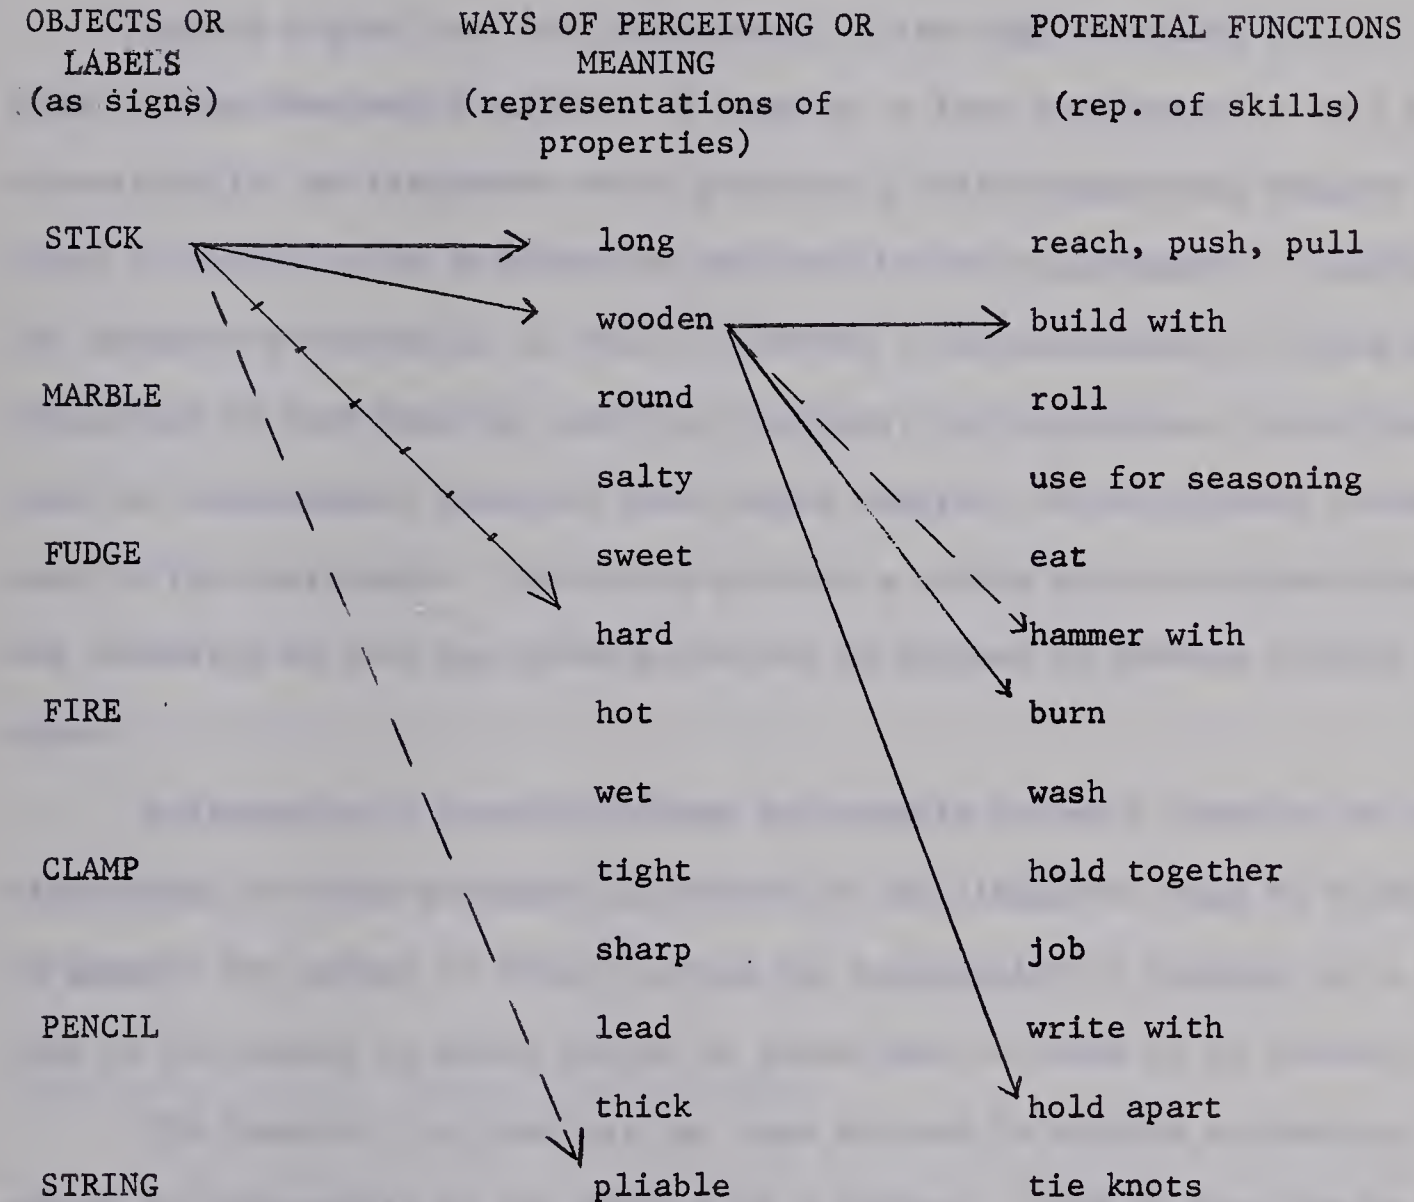 OBJECTS OR WAYS OF PERCEIVING OR POTENTIAL FUNCTIONS
LABELS MEANING
(as signs) (representations of (rep. of skills)
properties)
STICK long reach, push, pull
wooden build with
MARBLE round roll
salty use for seasoning
FUDGE sweet eat
hard hammer with
FIRE hot burn
wet wash
CLAMP tight hold together
sharp job
PENCIL lead write with
thick hold apart
STRING pliable tie knots